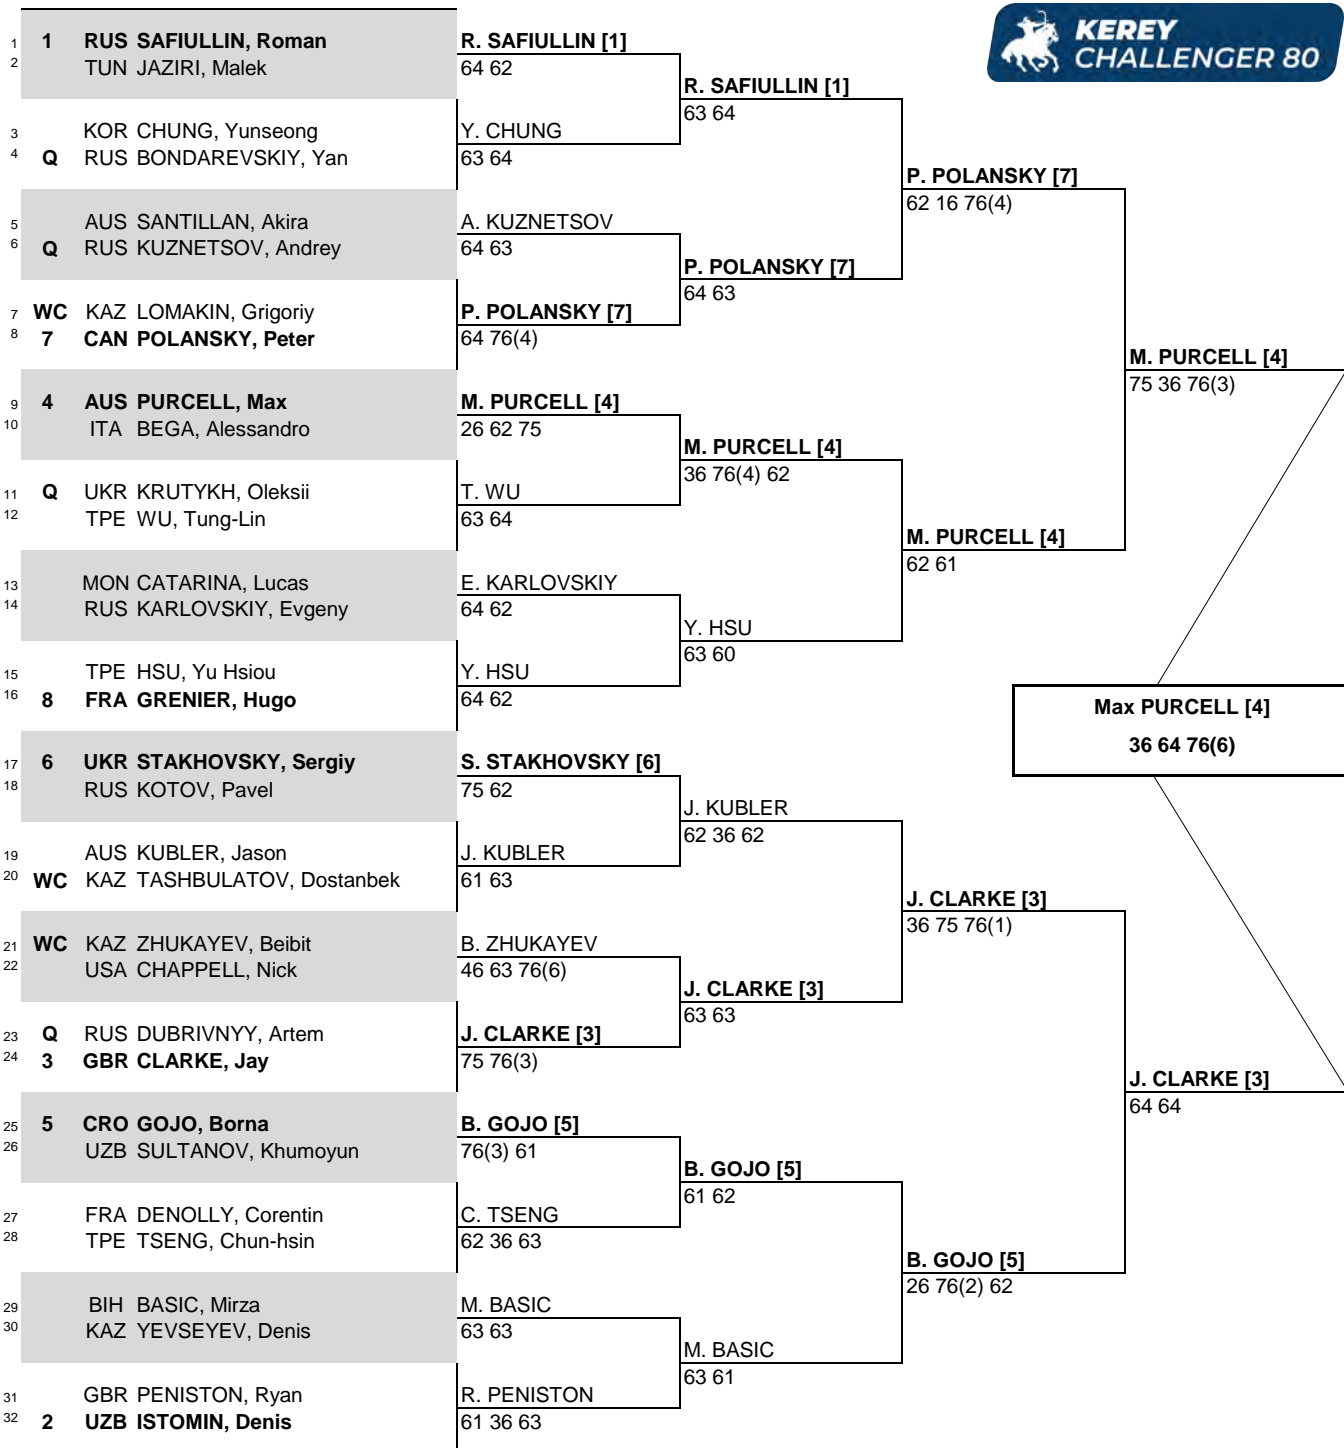 KEREY
CHALLENGER 80
1 1 RUS SAFIULLIN, Roman
2 TUN JAZIRI, Malek
3 KOR CHUNG, Yunseong
4 Q RUS BONDAREVSKIY, Yan
5 AUS SANTILLAN, Akira
6 Q RUS KUZNETSOV, Andrey
7 WC KAZ LOMAKIN, Grigoriy
8 7 CAN POLANSKY, Peter
9 4 AUS PURCELL, Max
10 ITA BEGA, Alessandro
11 Q UKR KRUTYKH, Oleksii
12 TPE WU, Tung-Lin
13 MON CATARINA, Lucas
14 RUS KARLOVSKIY, Evgeny
15 TPE HSU, Yu Hsiou
16 8 FRA GRENIER, Hugo
17 6 UKR STAKHOVSKY, Sergiy
18 RUS KOTOV, Pavel
19 AUS KUBLER, Jason
20 WC KAZ TASHBULATOV, Dostanbek
21 WC KAZ ZHUKAYEV, Beibit
22 USA CHAPPELL, Nick
23 Q RUS DUBRIVNYY, Artem
24 3 GBR CLARKE, Jay
25 5 CRO GOJO, Borna
26 UZB SULTANOV, Khumoyun
27 FRA DENOLLY, Corentin
28 TPE TSENG, Chun-hsin
29 BIH BASIC, Mirza
30 KAZ YEVSEYEV, Denis
31 GBR PENISTON, Ryan
32 2 UZB ISTOMIN, Denis
R. SAFIULLIN [1]
64 62
Y. CHUNG
63 64
A. KUZNETSOV
64 63
P. POLANSKY [7]
64 76(4)
M. PURCELL [4]
26 62 75
T. WU
63 64
E. KARLOVSKIY
64 62
Y. HSU
64 62
S. STAKHOVSKY [6]
75 62
J. KUBLER
61 63
B. ZHUKAYEV
46 63 76(6)
J. CLARKE [3]
75 76(3)
B. GOJO [5]
76(3) 61
C. TSENG
62 36 63
M. BASIC
63 63
R. PENISTON
61 36 63
R. SAFIULLIN [1]
63 64
P. POLANSKY [7]
64 63
M. PURCELL [4]
36 76(4) 62
Y. HSU
63 60
J. KUBLER
62 36 62
J. CLARKE [3]
63 63
B. GOJO [5]
61 62
M. BASIC
63 61
P. POLANSKY [7]
62 16 76(4)
M. PURCELL [4]
62 61
J. CLARKE [3]
36 75 76(1)
B. GOJO [5]
26 76(2) 62
M. PURCELL [4]
75 36 76(3)
J. CLARKE [3]
64 64
Max PURCELL [4]
36 64 76(6)